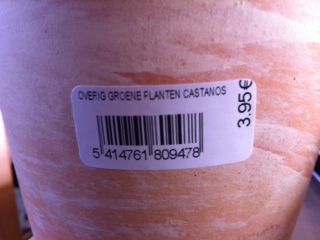 OVERIG GROENE PLANTEN CASTANOS
3.95€
5 414761 809478